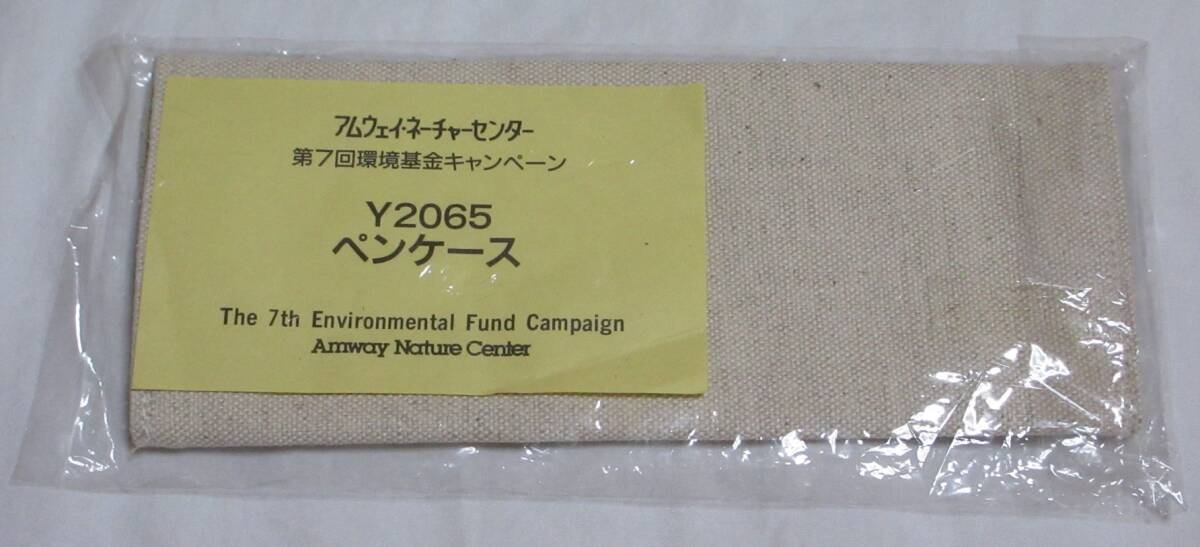 アムウェイ・ネーチャーセンター
第7回環境基金キャンペーン
Y2065
ペンケース
The 7th Environmental Fund Campaign
Amway Nature Center